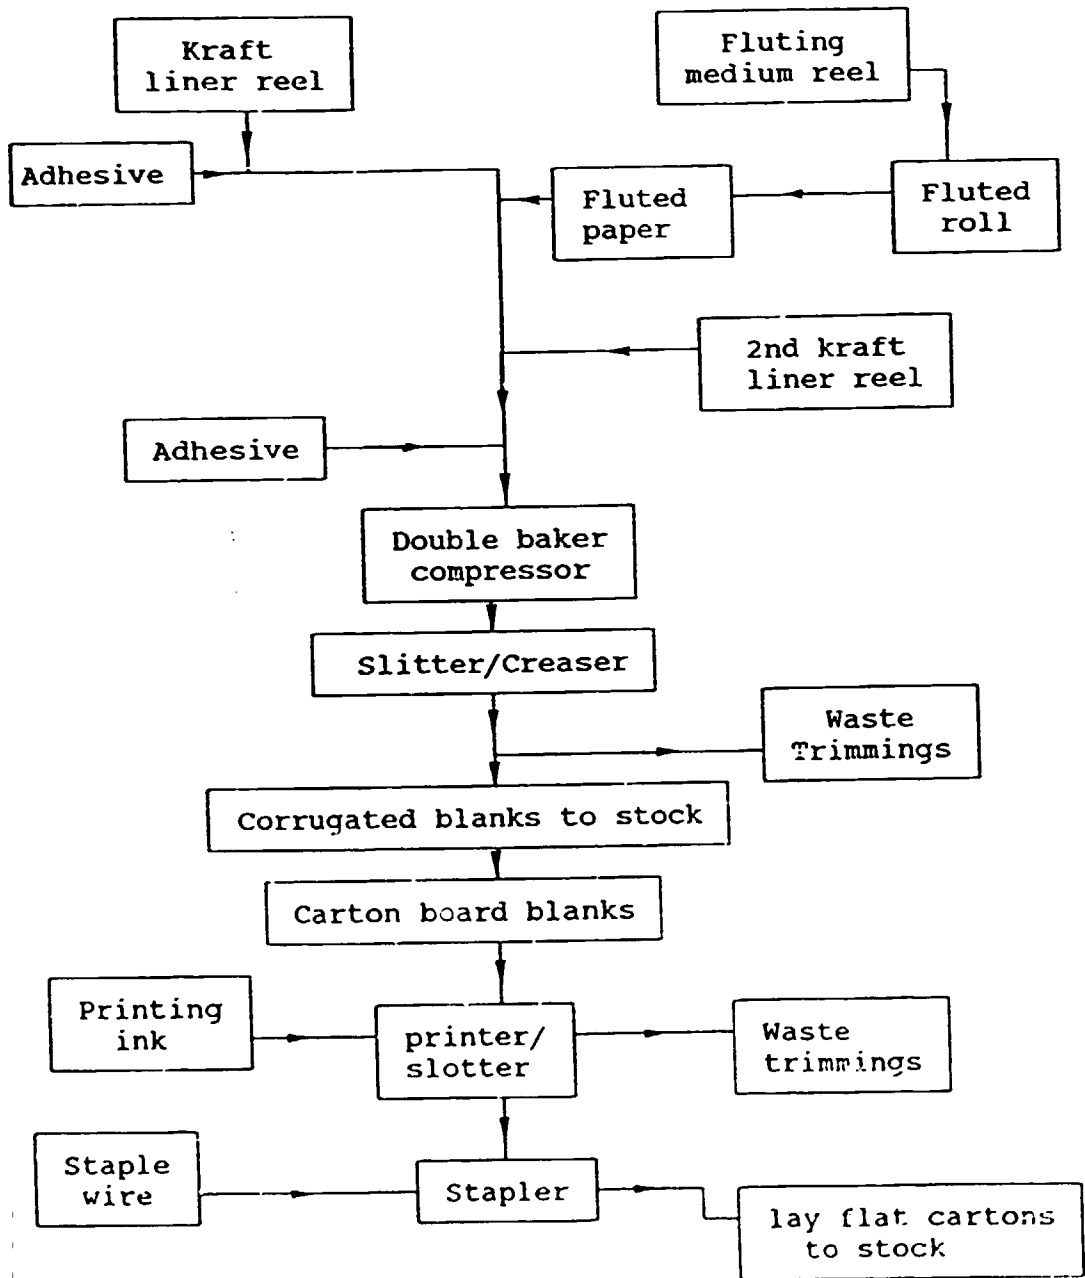 Kraft
liner reel
Fluting
medium reel
Adhesive
Fluted
paper
Fluted
roll
2nd kraft
liner reel
Adhesive
Double baker
compressor
Slitter/Creaser
Waste
Trimmings
Corrugated blanks to stock
Carton board blanks
Printing
ink
printer/
slotter
Waste
trimmings
Staple
wire
Stapler
lay flat cartons
to stock